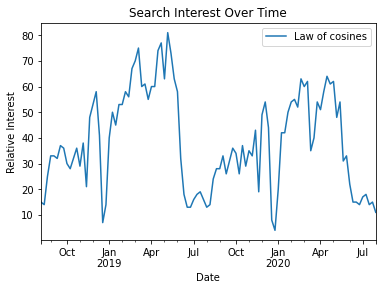 Search Interest Over Time
Law of cosines
Relative Interest
80
70
60
50
40
30
20
10
Oct
Jan
2019
Apr
Jul
Oct
Jan
2020
Apr
Jul
Date